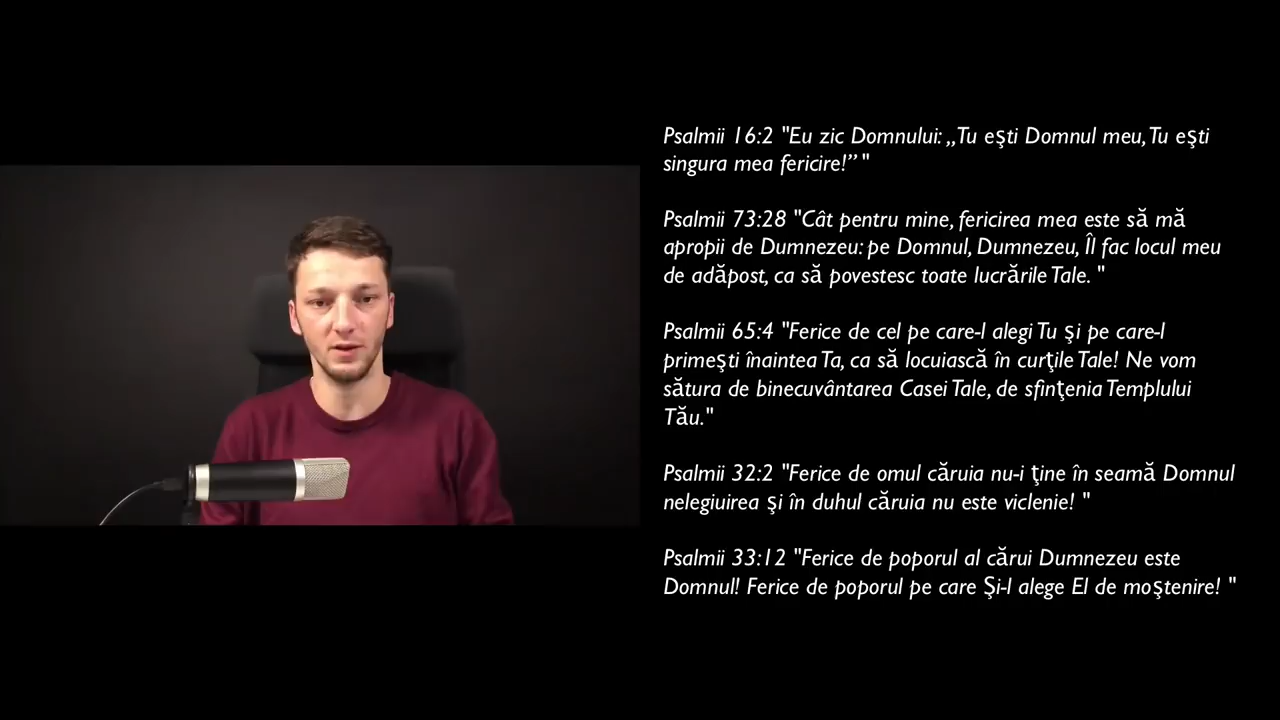 Psalmii 16:2 "Eu zic Domnului: „Tu eşti Domnul meu, Tu eşti
singura mea fericire!” "
Psalmii 73:28 "Cât pentru mine, fericirea mea este să mă
apropii de Dumnezeu: pe Domnul, Dumnezeu, Îl fac locul meu
de adăpost, ca să povestesc toate lucrările Tale. "
Psalmii 65:4 "Ferice de cel pe care-l alegi Tu şi pe care-l
primeşti înaintea Ta, ca să locuiască în curţile Tale! Ne vom
sătura de binecuvântarea Casei Tale, de sfinţenia Templului
Tău."
Psalmii 32:2 "Ferice de omul căruia nu-i ţine în seamă Domnul
nelegiuirea şi în duhul căruia nu este viclenie! "
Psalmii 33:12 "Ferice de poporul al cărui Dumnezeu este
Domnul! Ferice de poporul pe care Şi-l alege El de moştenire! "